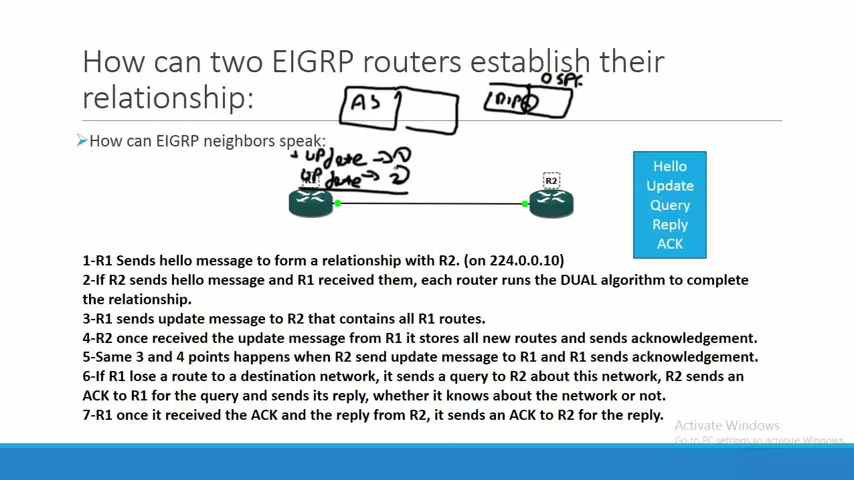 How can two EIGRP routers establish their
relationship:
OSPF
AS
How can EIGRP neighbors speak:
update → 1
update → 2
R2
Hello
Update
Query
Reply
ACK
1-R1 Sends hello message to form a relationship with R2. (on 224.0.0.10)
2-If R2 sends hello message and R1 received them, each router runs the DUAL algorithm to complete
the relationship.
3-R1 sends update message to R2 that contains all R1 routes.
4-R2 once received the update message from R1 it stores all new routes and sends acknowledgement.
5-Same 3 and 4 points happens when R2 send update message to R1 and R1 sends acknowledgement.
6-If R1 lose a route to a destination network, it sends a query to R2 about this network, R2 sends an
ACK to R1 for the query and sends its reply, whether it knows about the network or not.
7-R1 once it received the ACK and the reply from R2, it sends an ACK to R2 for the reply.
Activate Windows
Go to PC settings to activate Windows.